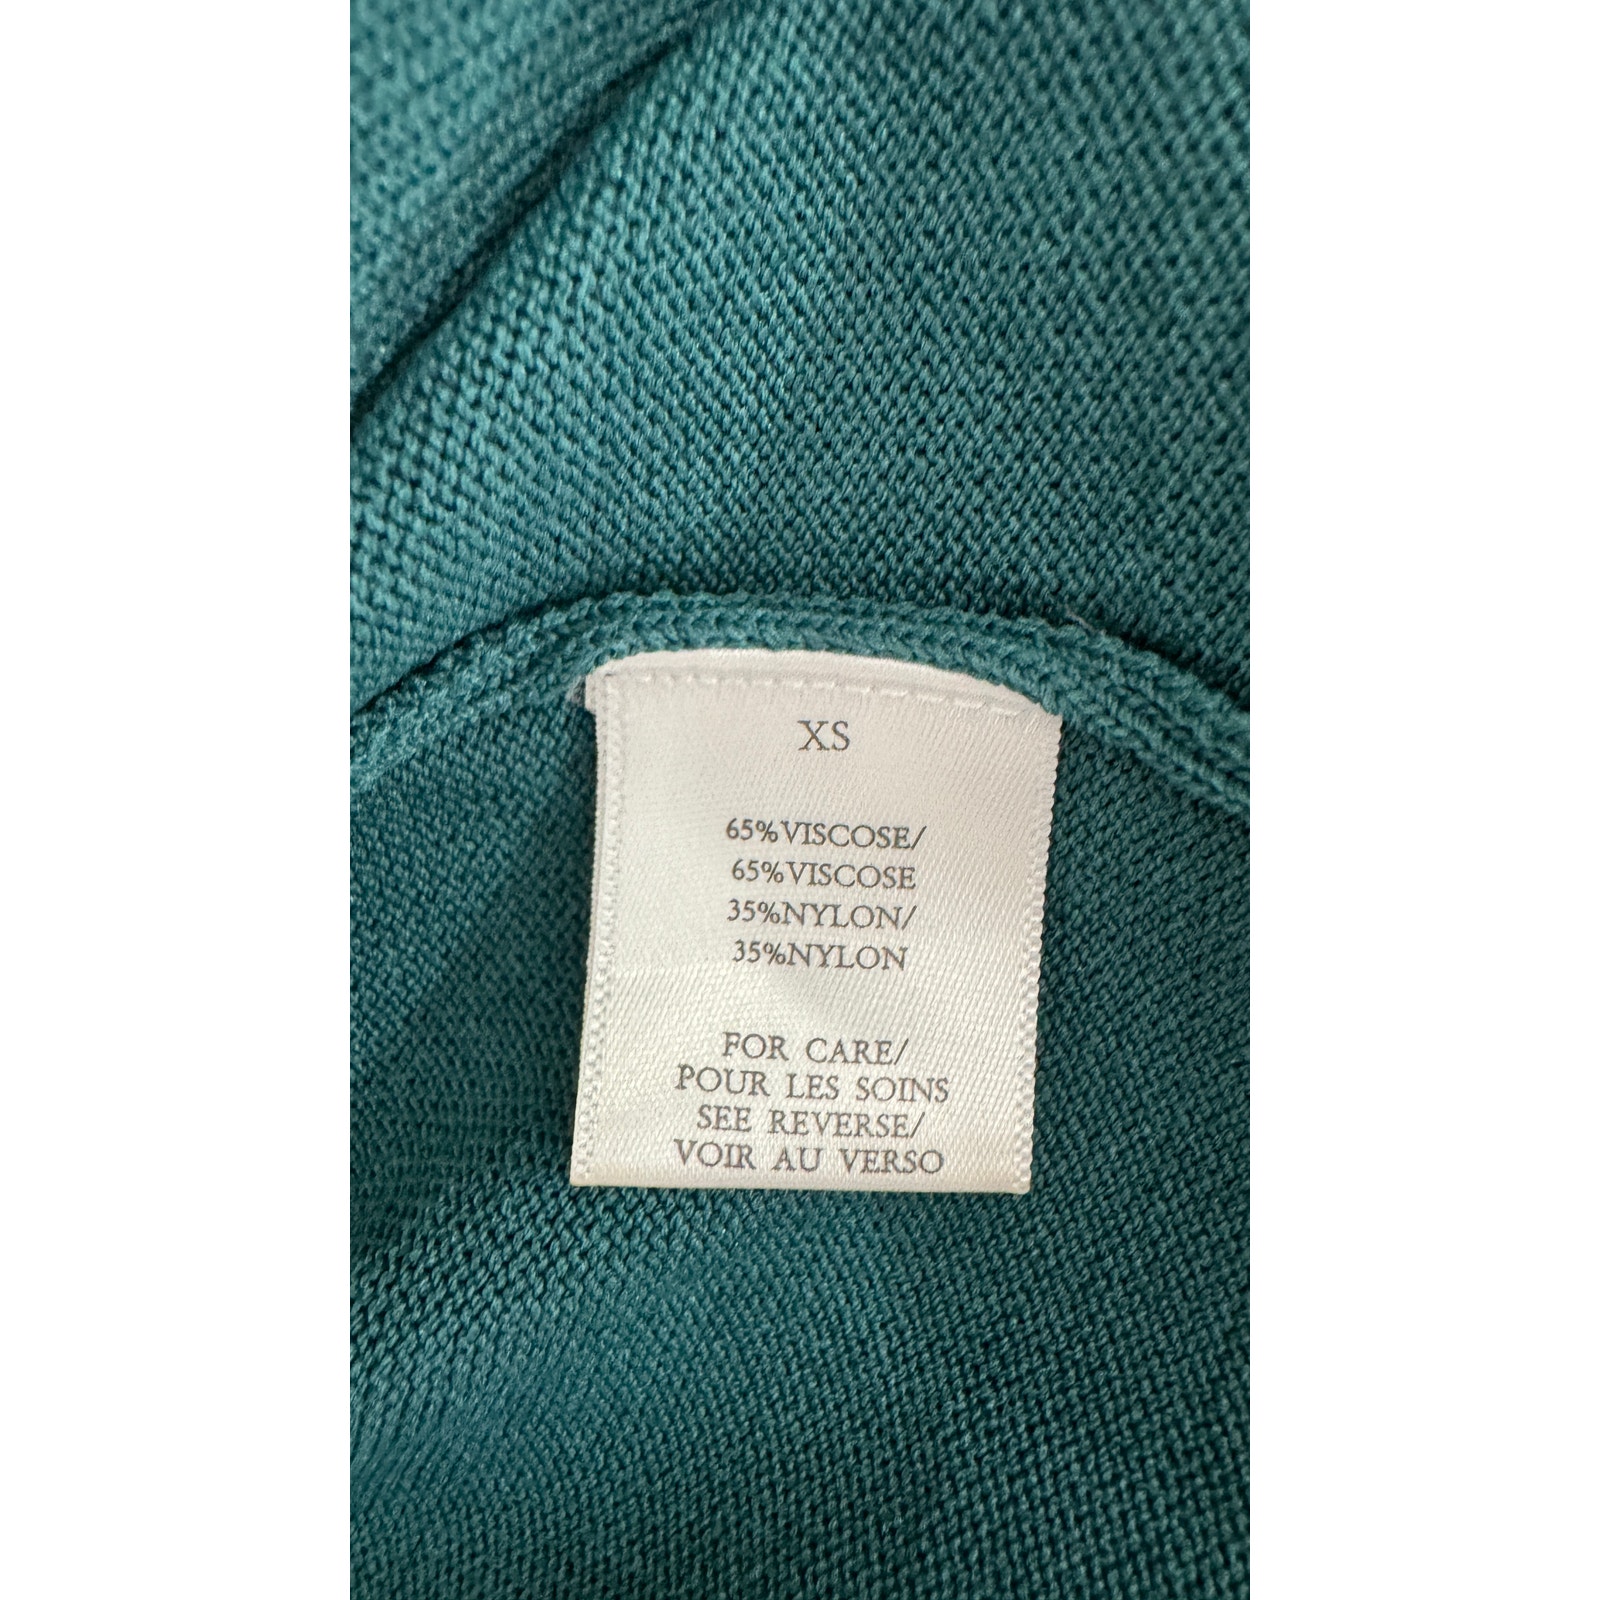 XS
65%VISCOSE/
65%VISCOSE
35%NYLON/
35%NYLON
FOR CARE/
POUR LES SOINS
SEE REVERSE/
VOIR AU VERSO